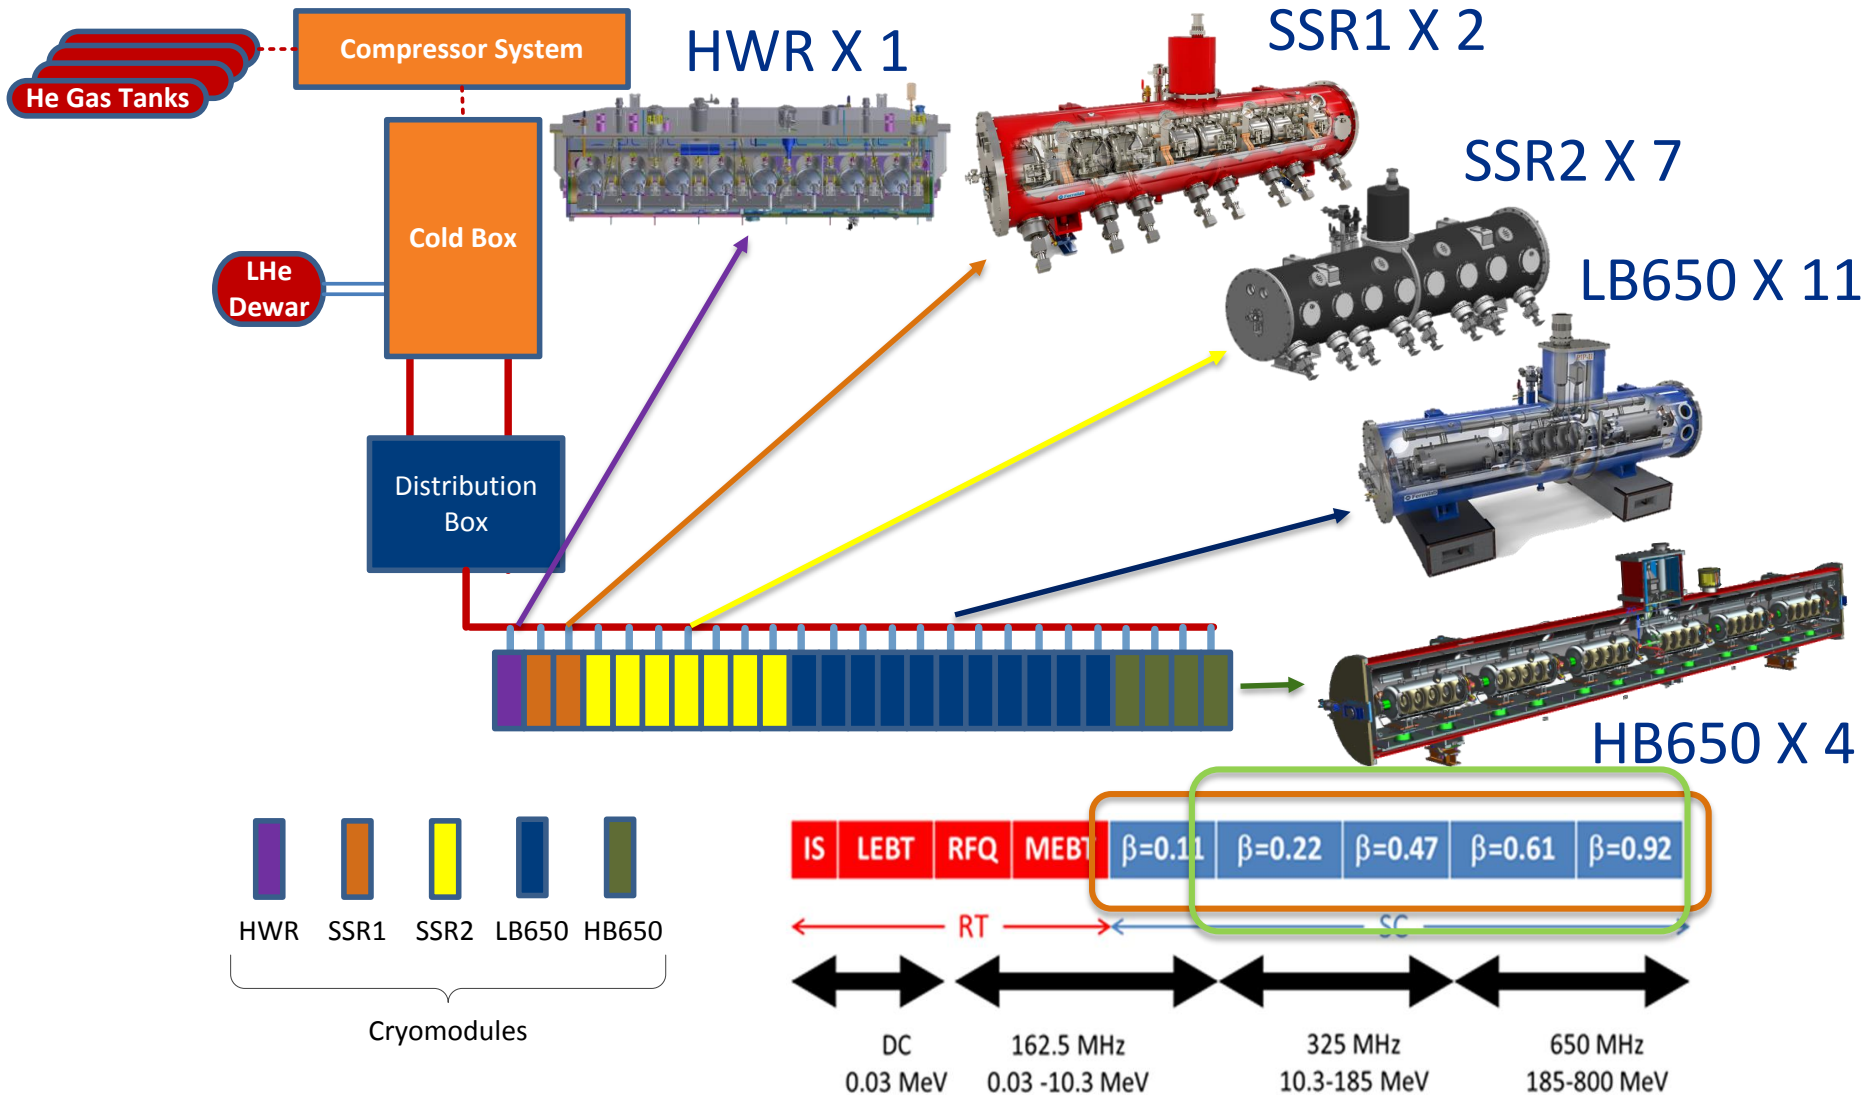 Compressor System
He Gas Tanks
HWR X 1
SSR1 X 2
SSR2 X 7
LB650 X 11
Cold Box
LHe
Dewar
Distribution
Box
HB650 X 4
HWR
SSR1
SSR2
LB650
HB650
Cryomodules
IS
LEBT
RFQ
MEBT
β=0.11
β=0.22
β=0.47
β=0.61
β=0.92
RT
SC
DC
0.03 MeV
162.5 MHz
0.03 -10.3 MeV
325 MHz
10.3-185 MeV
650 MHz
185-800 MeV